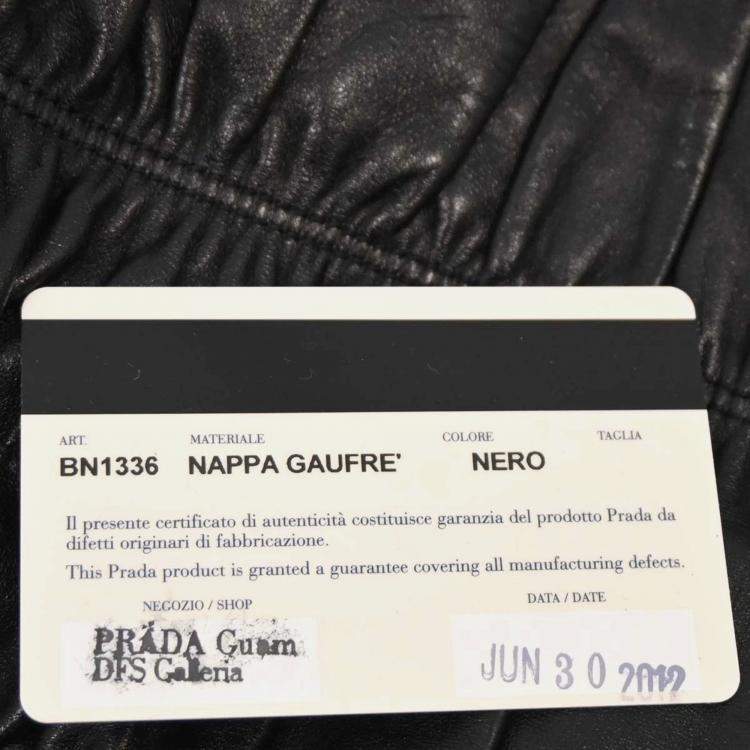 ART. MATERIALE COLORE TAGLIA
BN1336 NAPPA GAUFRE' NERO
Il presente certificato di autenticità costituisce garanzia del prodotto Prada da
difetti originari di fabbricazione.
This Prada product is granted a guarantee covering all manufacturing defects.
NEGOZIO / SHOP DATA / DATE
PRADA Guam
DFS Galleria
JUN 30 2012